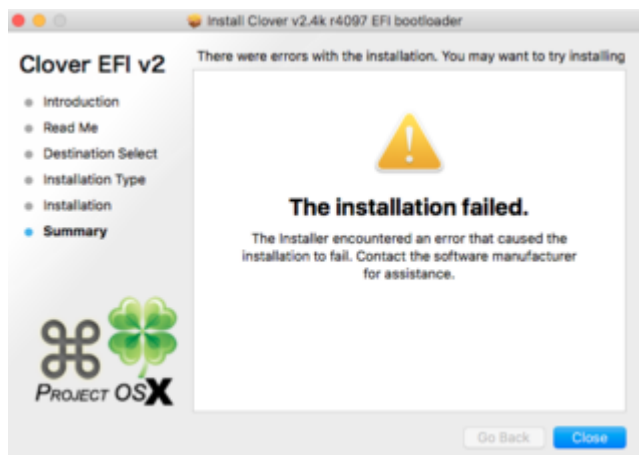 Install Clover v2.4k r4097 EFI bootloader
Clover EFI v2
There were errors with the installation. You may want to try installing
Introduction
Read Me
Destination Select
Installation Type
Installation
Summary
The installation failed.
The Installer encountered an error that caused the
installation to fail. Contact the software manufacturer
for assistance.
PROJECT OSX
Go Back
Close